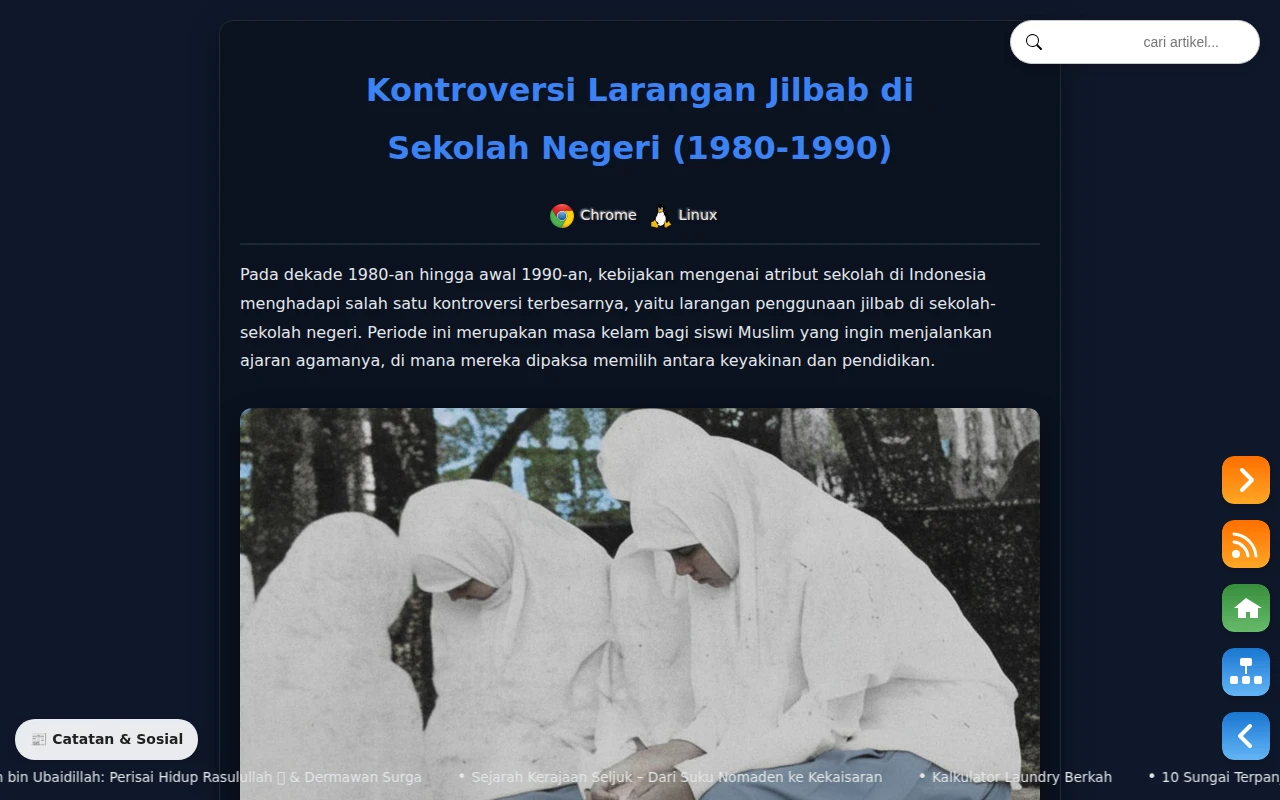 cari artikel...
Kontroversi Larangan Jilbab di
Sekolah Negeri (1980-1990)
Chrome Linux
Pada dekade 1980-an hingga awal 1990-an, kebijakan mengenai atribut sekolah di Indonesia
menghadapi salah satu kontroversi terbesarnya, yaitu larangan penggunaan jilbab di sekolah-
sekolah negeri. Periode ini merupakan masa kelam bagi siswi Muslim yang ingin menjalankan
ajaran agamanya, di mana mereka dipaksa memilih antara keyakinan dan pendidikan.
Catatan & Sosial
bin Ubaidillah: Perisai Hidup Rasulullah & Dermawan Surga • Sejarah Kerajaan Seljuk – Dari Suku Nomaden ke Kekaisaran • Kalkulator Laundry Berkah • 10 Sungai Terpan